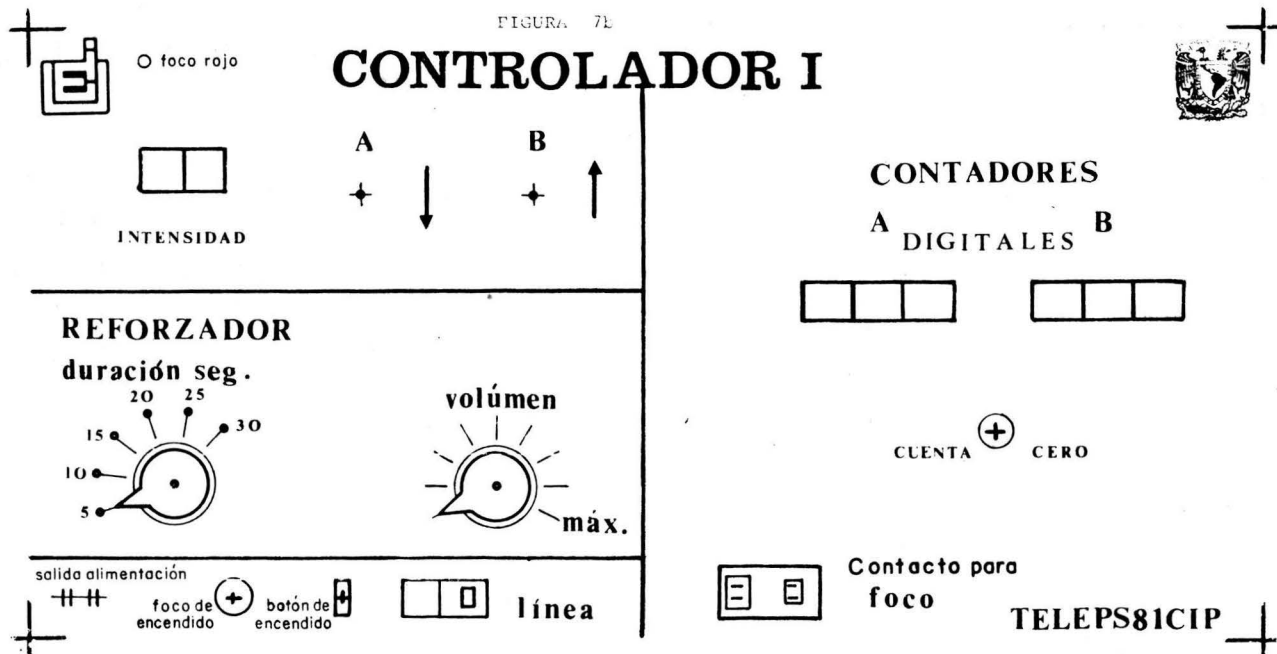 FIGURA 7E
CONTROLADOR I
foco rojo
A B
INTENSIDAD
REFORZADOR
duración seg.
5 10 15 20 25 30
volúmen
máx.
salida alimentación
foco de
encendido
botón de
encendido
línea
CONTADORES
A DIGITALES B
CUENTA CERO
Contacto para
foco
TELEPS81CIP